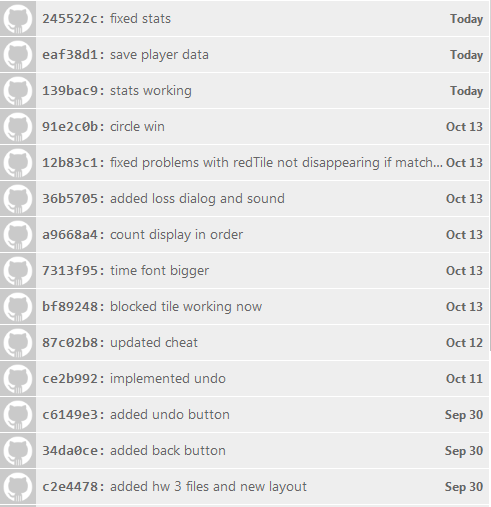 245522c: fixed stats Today
eaf38d1: save player data Today
139bac9: stats working Today
91e2c0b: circle win Oct 13
12b83c1: fixed problems with redTile not disappearing if match... Oct 13
36b5705: added loss dialog and sound Oct 13
a9668a4: count display in order Oct 13
7313f95: time font bigger Oct 13
bf89248: blocked tile working now Oct 13
87c02b8: updated cheat Oct 12
ce2b992: implemented undo Oct 11
c6149e3: added undo button Sep 30
34da0ce: added back button Sep 30
c2e4478: added hw 3 files and new layout Sep 30